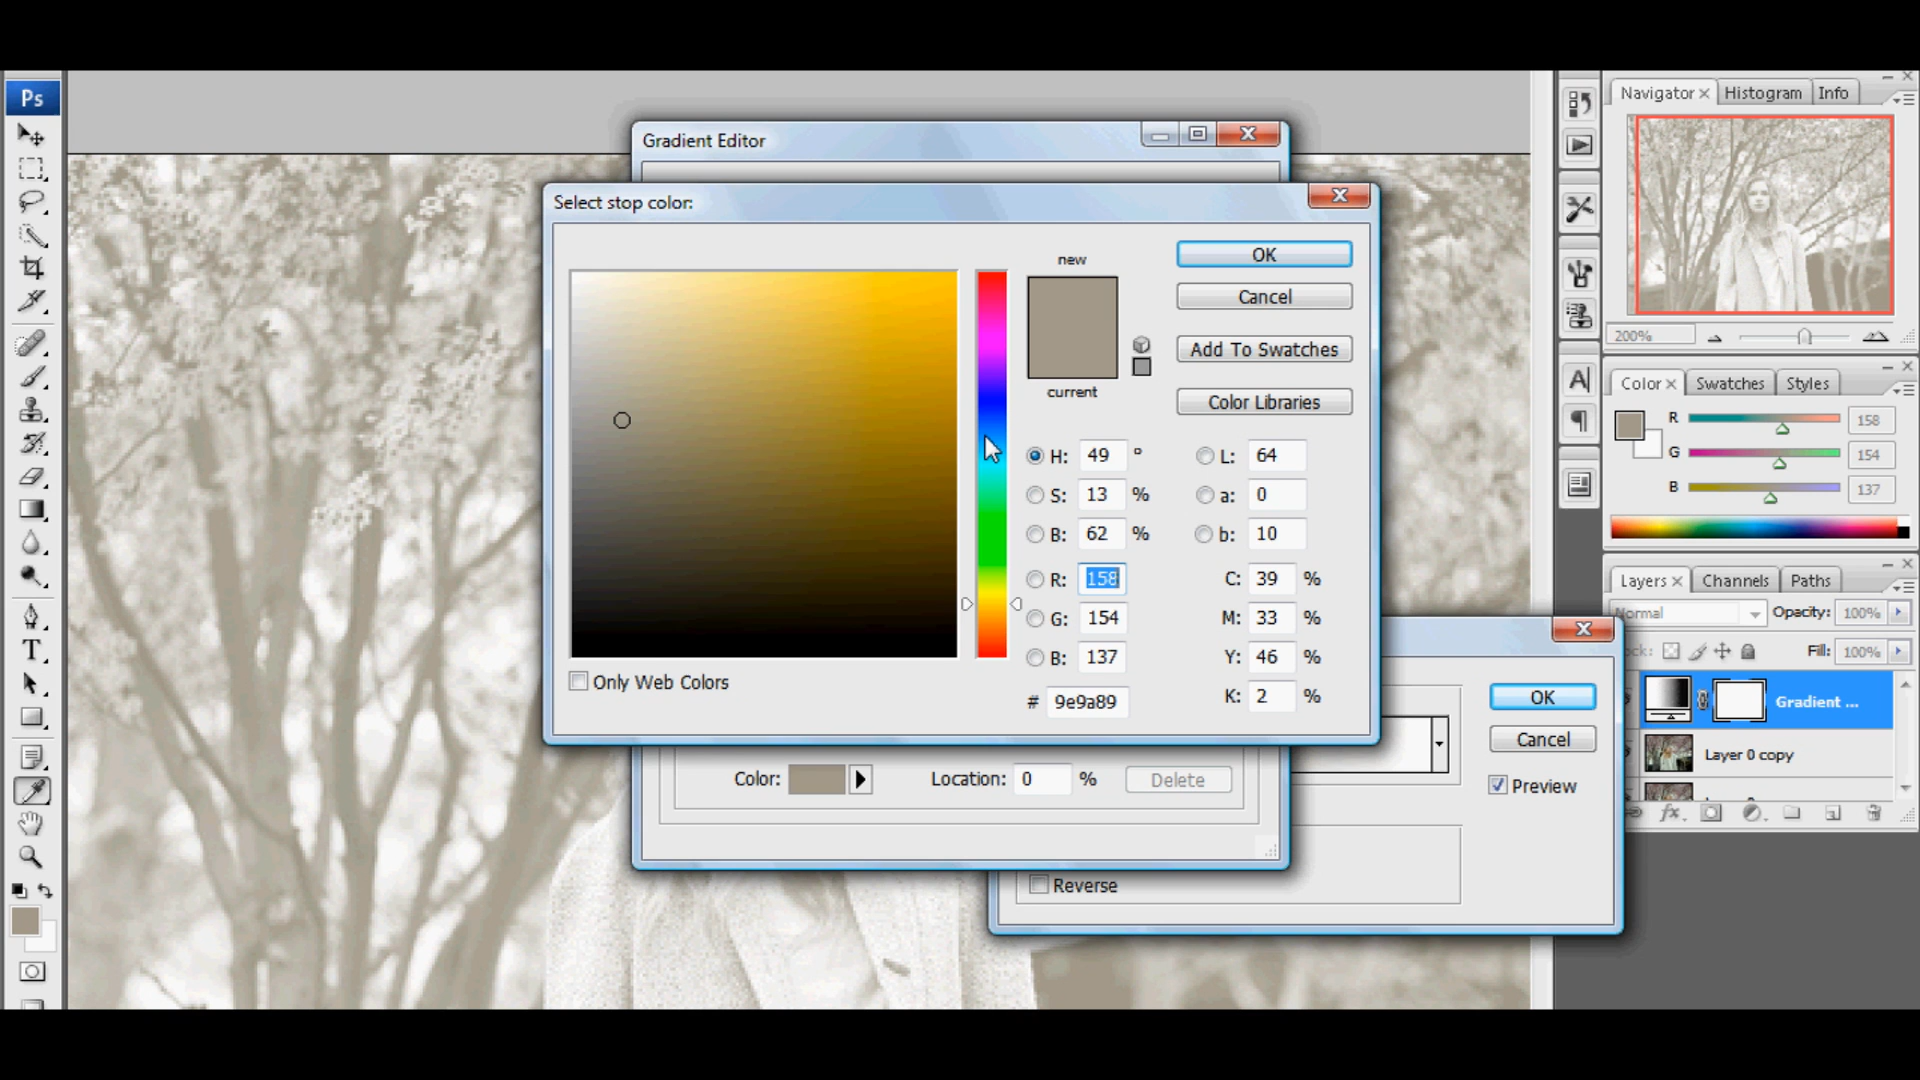 Ps
Gradient Editor
Select stop color:
new
current
OK
Cancel
Add To Swatches
Color Libraries
H: 49 °
S: 13 %
B: 62 %
R: 158
G: 154
B: 137
# 9e9a89
L: 64
a: 0
b: 10
C: 39 %
M: 33 %
Y: 46 %
K: 2 %
Only Web Colors
Color:
Location: 0 %
Delete
OK
Cancel
Preview
Reverse
Navigator Histogram Info
200%
Color Swatches Styles
R 158
G 154
B 137
Layers Channels Paths
Normal Opacity: 100%
Fill: 100%
Gradient ...
Layer 0 copy